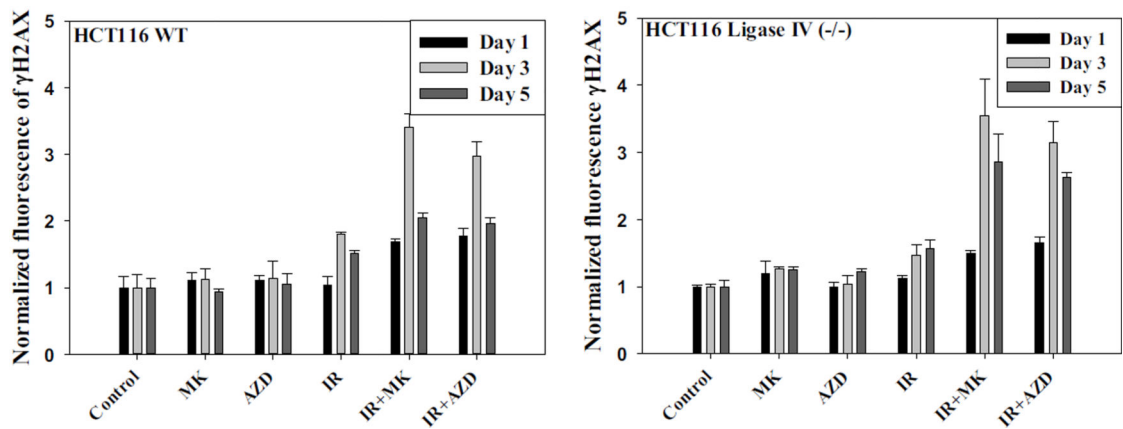 HCT116 WT
Day 1
Day 3
Day 5
Normalized fluorescence of γH2AX
5
4
3
2
1
0
Control
MK
AZD
IR
IR+MK
IR+AZD
HCT116 Ligase IV (-/-)
Day 1
Day 3
Day 5
Normalized fluorescence γH2AX
5
4
3
2
1
0
Control
MK
AZD
IR
IR+MK
IR+AZD